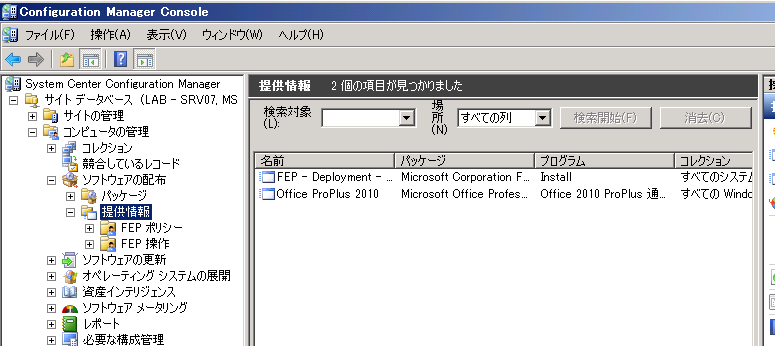 Configuration Manager Console
ファイル(F) 操作(A) 表示(V) ウィンドウ(W) ヘルプ(H)
System Center Configuration Manager
サイト データベース (LAB - SRV07, MS
サイトの管理
コンピュータの管理
コレクション
競合しているレコード
ソフトウェアの配布
パッケージ
提供情報
FEP ポリシー
FEP 操作
ソフトウェアの更新
オペレーティング システムの展開
資産インテリジェンス
ソフトウェア メータリング
レポート
必要な構成管理
提供情報 2 個の項目が見つかりました
検索対象(L): 場所(N) すべての列 検索開始(F) 消去(C)
名前 パッケージ プログラム コレクション
FEP - Deployment - ... Microsoft Corporation F... Install すべてのシステム
Office ProPlus 2010 Microsoft Office Profes... Office 2010 ProPlus 通... すべての Windo